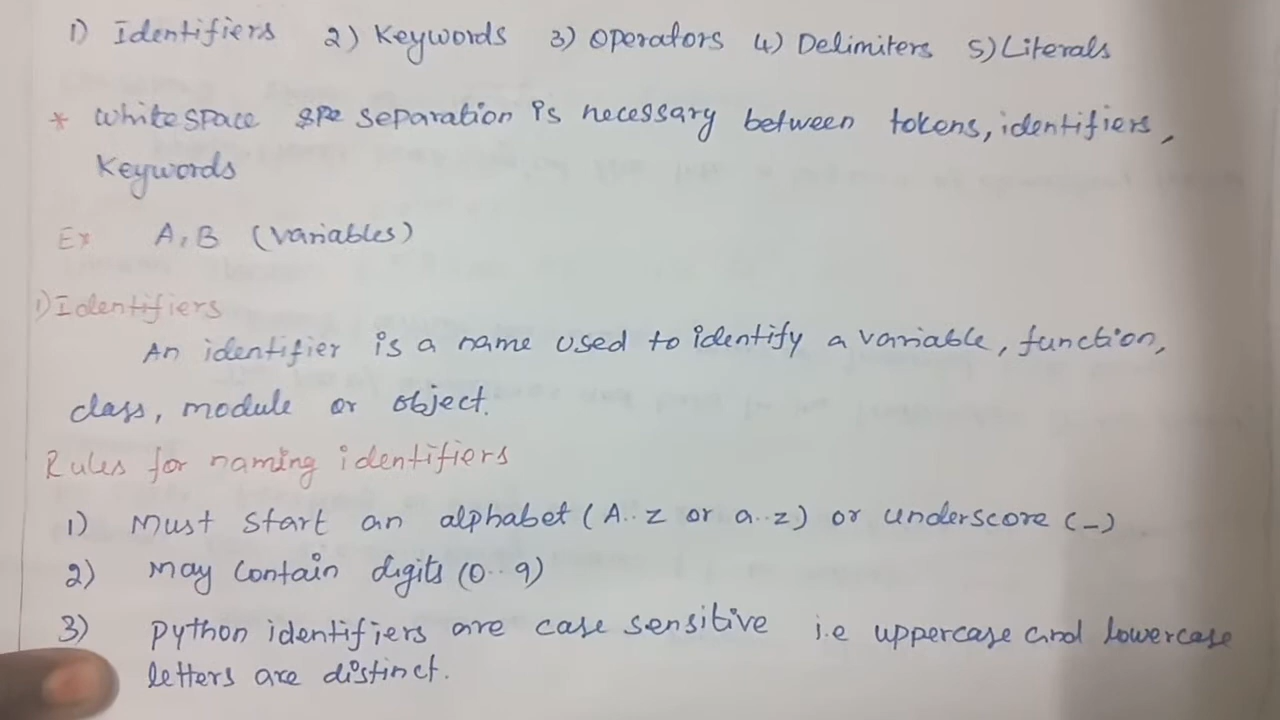 1) Identifiers 2) Keywords 3) Operators 4) Delimiters 5) Literals
* Whitespace separation is necessary between tokens, identifiers,
Keywords
Ex A, B (Variables)
1) Identifiers
An identifier is a name used to identify a variable, function,
class, module or object.
Rules for naming identifiers
1) Must start an alphabet (A..Z or a..z) or underscore (_)
2) May contain digits (0..9)
3) Python identifiers are case sensitive i.e uppercase and lowercase
letters are distinct.